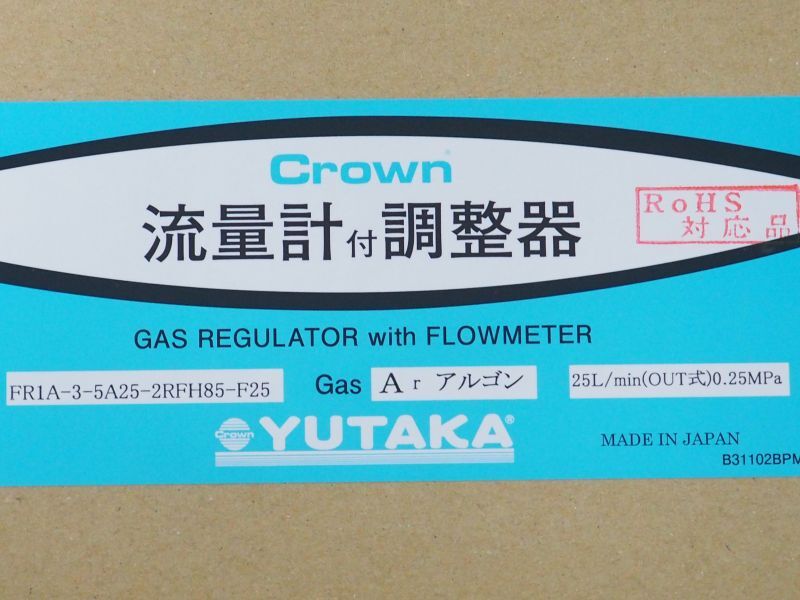 Crown
流量計付調整器
RoHS
対応品
GAS REGULATOR with FLOWMETER
FR1A-3-5A25-2RFH85-F25
Gas
Ar アルゴン
25L/min(OUT式)0.25MPa
Crown
YUTAKA®
MADE IN JAPAN
B31102BPM